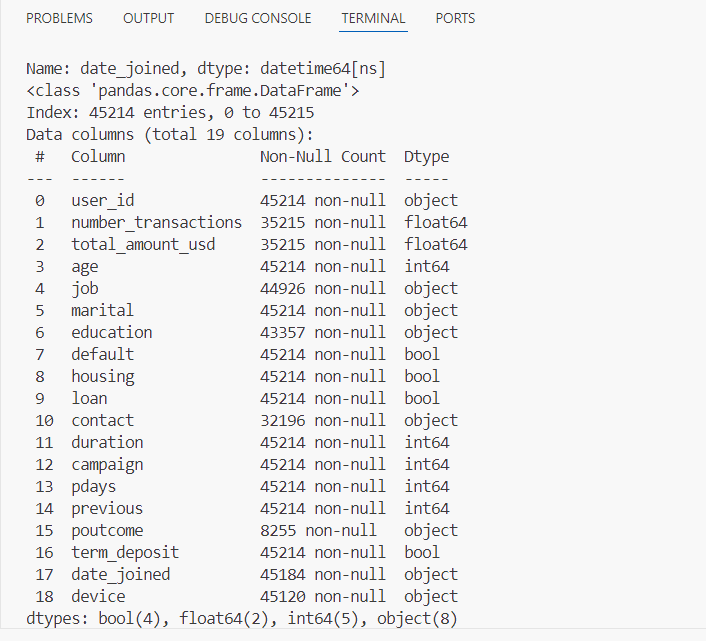 PROBLEMS OUTPUT DEBUG CONSOLE TERMINAL PORTS
Name: date_joined, dtype: datetime64[ns]
<class 'pandas.core.frame.DataFrame'>
Index: 45214 entries, 0 to 45215
Data columns (total 19 columns):
 #   Column               Non-Null Count  Dtype
---  ------               --------------  -----
 0   user_id              45214 non-null  object
 1   number_transactions  35215 non-null  float64
 2   total_amount_usd     35215 non-null  float64
 3   age                  45214 non-null  int64
 4   job                  44926 non-null  object
 5   marital              45214 non-null  object
 6   education            43357 non-null  object
 7   default              45214 non-null  bool
 8   housing              45214 non-null  bool
 9   loan                 45214 non-null  bool
 10  contact              32196 non-null  object
 11  duration             45214 non-null  int64
 12  campaign             45214 non-null  int64
 13  pdays                45214 non-null  int64
 14  previous             45214 non-null  int64
 15  poutcome             8255 non-null   object
 16  term_deposit         45214 non-null  bool
 17  date_joined          45184 non-null  object
 18  device               45120 non-null  object
dtypes: bool(4), float64(2), int64(5), object(8)